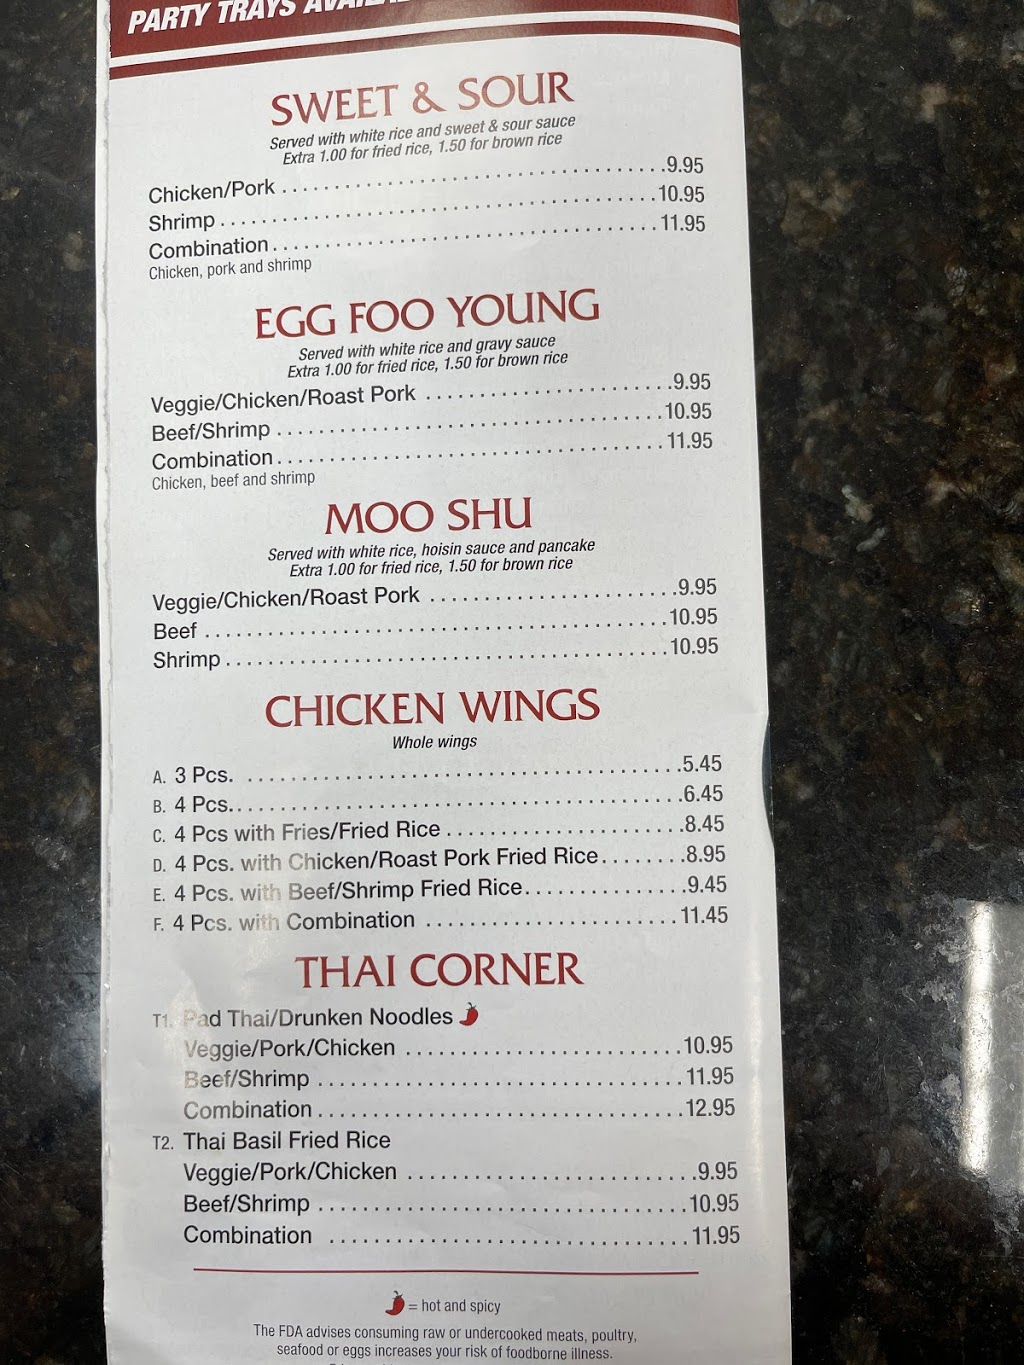 PARTY TRAYS
SWEET & SOUR
Served with white rice and sweet & sour sauce
Extra 1.00 for fried rice, 1.50 for brown rice
Chicken/Pork . . . . . . . . . . . . . . . . . . . . 9.95
Shrimp . . . . . . . . . . . . . . . . . . . . 10.95
Combination . . . . . . . . . . . . . . . . . . . . 11.95
Chicken, pork and shrimp
EGG FOO YOUNG
Served with white rice and gravy sauce
Extra 1.00 for fried rice, 1.50 for brown rice
Veggie/Chicken/Roast Pork . . . . . . . . . . . . . . . . . . . . 9.95
Beef/Shrimp . . . . . . . . . . . . . . . . . . . . 10.95
Combination . . . . . . . . . . . . . . . . . . . . 11.95
Chicken, beef and shrimp
MOO SHU
Served with white rice, hoisin sauce and pancake
Extra 1.00 for fried rice, 1.50 for brown rice
Veggie/Chicken/Roast Pork . . . . . . . . . . . . . . . . . . . . 9.95
Beef . . . . . . . . . . . . . . . . . . . . 10.95
Shrimp . . . . . . . . . . . . . . . . . . . . 10.95
CHICKEN WINGS
Whole wings
A. 3 Pcs. . . . . . . . . . . . . . . . . . . . . 5.45
B. 4 Pcs. . . . . . . . . . . . . . . . . . . . . 6.45
C. 4 Pcs with Fries/Fried Rice . . . . . . . . . . . . . . . . . . . . 8.45
D. 4 Pcs. with Chicken/Roast Pork Fried Rice . . . . . . . . 8.95
E. 4 Pcs. with Beef/Shrimp Fried Rice . . . . . . . . . . . . . . . 9.45
F. 4 Pcs. with Combination . . . . . . . . . . . . . . . . . . . . 11.45
THAI CORNER
T1. Pad Thai/Drunken Noodles
Veggie/Pork/Chicken . . . . . . . . . . . . . . . . . . . . 10.95
Beef/Shrimp . . . . . . . . . . . . . . . . . . . . 11.95
Combination . . . . . . . . . . . . . . . . . . . . 12.95
T2. Thai Basil Fried Rice
Veggie/Pork/Chicken . . . . . . . . . . . . . . . . . . . . 9.95
Beef/Shrimp . . . . . . . . . . . . . . . . . . . . 10.95
Combination . . . . . . . . . . . . . . . . . . . . 11.95
= hot and spicy
The FDA advises consuming raw or undercooked meats, poultry,
seafood or eggs increases your risk of foodborne illness.